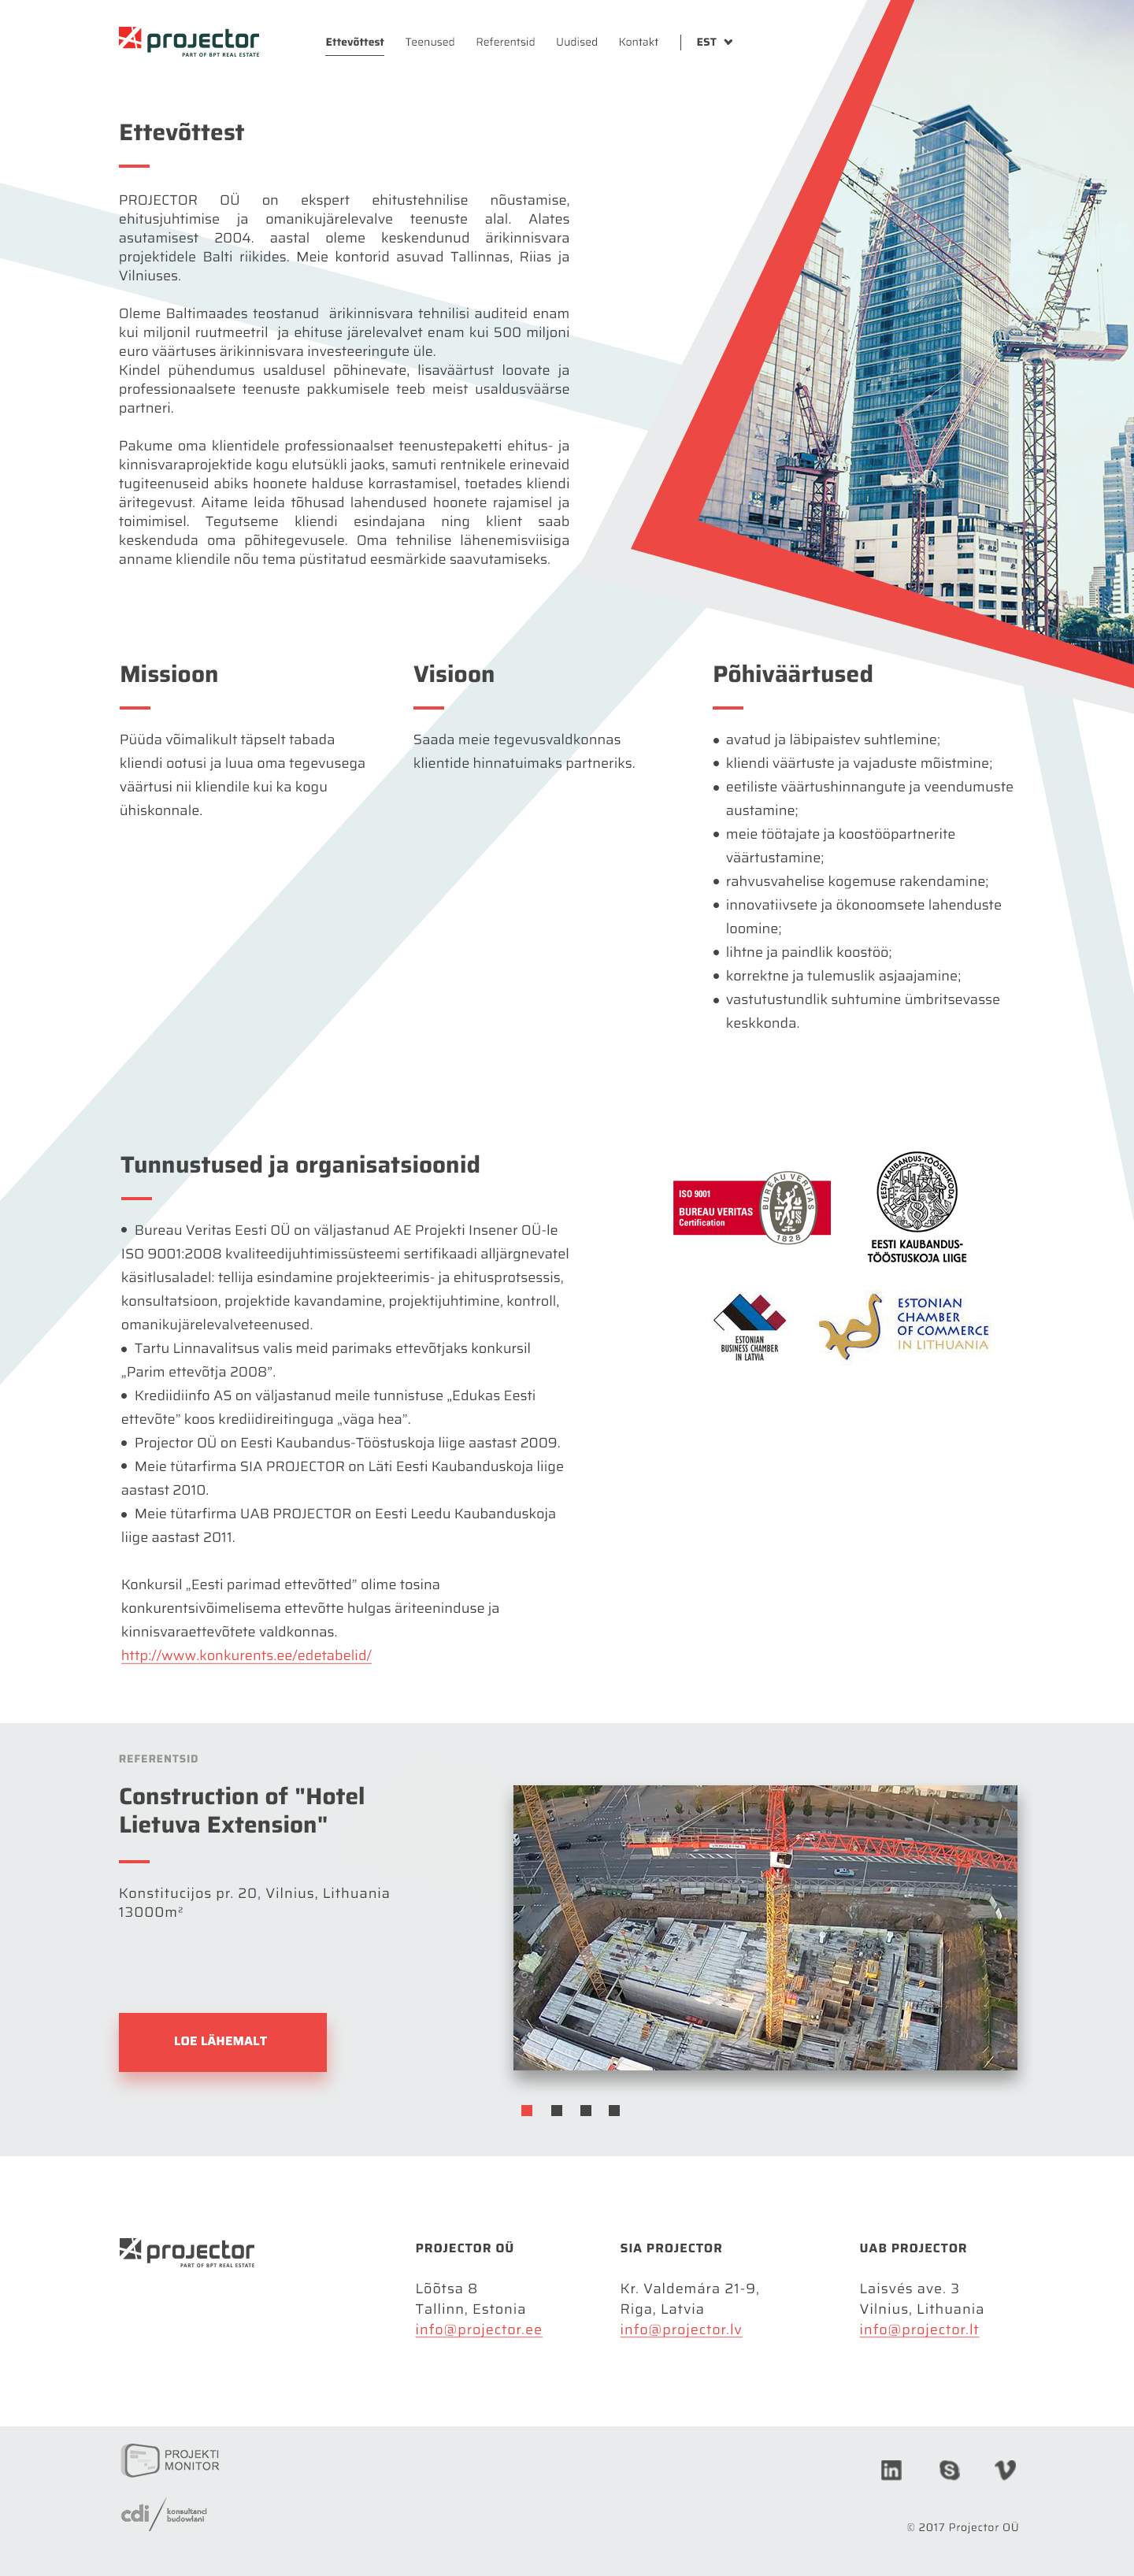 projector
PART OF BPT REAL ESTATE
Ettevõttest
Teenused
Referentsid
Uudised
Kontakt
EST
Ettevõttest
PROJECTOR OÜ on ekspert ehitustehnilise nõustamise,
ehitusjuhtimise ja omanikujärelevalve teenuste alal. Alates
asutamisest 2004. aastal oleme keskendunud ärikinnisvara
projektidele Balti riikides. Meie kontorid asuvad Tallinnas, Riias ja
Vilniuses.
Oleme Baltimaades teostanud ärikinnisvara tehnilisi auditeid enam
kui miljonil ruutmeetril ja ehituse järelevalvet enam kui 500 miljoni
euro väärtuses ärikinnisvara investeeringute üle.
Kindel pühendumus usaldusel põhinevate, lisaväärtust loovate ja
professionaalsete teenuste pakkumisele teeb meist usaldusväärse
partneri.
Pakume oma klientidele professionaalset teenustepaketti ehitus- ja
kinnisvaraprojektide kogu elutsükli jaoks, samuti rentnikele erinevaid
tugiteenuseid abiks hoonete halduse korrastamisel, toetades kliendi
äritegevust. Aitame leida tõhusad lahendused hoonete rajamisel ja
toimimisel. Tegutseme kliendi esindajana ning klient saab
keskenduda oma põhitegevusele. Oma tehnilise lähenemisviisiga
anname kliendile nõu tema püstitatud eesmärkide saavutamiseks.
Missioon
Püüda võimalikult täpselt tabada
kliendi ootusi ja luua oma tegevusega
väärtusi nii kliendile kui ka kogu
ühiskonnale.
Visioon
Saada meie tegevusvaldkonnas
klientide hinnatuimaks partneriks.
Põhiväärtused
• avatud ja läbipaistev suhtlemine;
• kliendi väärtuste ja vajaduste mõistmine;
• eetiliste väärtushinnangute ja veendumuste
austamine;
• meie töötajate ja koostööpartnerite
väärtustamine;
• rahvusvahelise kogemuse rakendamine;
• innovatiivsete ja ökonoomsete lahenduste
loomine;
• lihtne ja paindlik koostöö;
• korrektne ja tulemuslik asjaajamine;
• vastutustundlik suhtumine ümbritsevasse
keskkonda.
Tunnustused ja organisatsioonid
• Bureau Veritas Eesti OÜ on väljastanud AE Projekti Insener OÜ-le
ISO 9001:2008 kvaliteedijuhtimissüsteemi sertifikaadi alljärgnevatel
käsitlusaladel: tellija esindamine projekteerimis- ja ehitusprotsessis,
konsultatsioon, projektide kavandamine, projektijuhtimine, kontroll,
omanikujärelevalveteenused.
• Tartu Linnavalitsus valis meid parimaks ettevõtjaks konkursil
„Parim ettevõtja 2008”.
• Krediidiinfo AS on väljastanud meile tunnistuse „Edukas Eesti
ettevõte” koos krediidireitinguga „väga hea”.
• Projector OÜ on Eesti Kaubandus-Tööstuskoja liige aastast 2009.
• Meie tütarfirma SIA PROJECTOR on Läti Eesti Kaubanduskoja liige
aastast 2010.
• Meie tütarfirma UAB PROJECTOR on Eesti Leedu Kaubanduskoja
liige aastast 2011.
Konkursil „Eesti parimad ettevõtted” olime tosina
konkurentsivõimelisema ettevõtte hulgas äriteeninduse ja
kinnisvaraettevõtete valdkonnas.
http://www.konkurents.ee/edetabelid/
ISO 9001
BUREAU VERITAS
Certification
BUREAU VERITAS
1828
EESTI KAUBANDUS-TÖÖSTUSKODA
EESTI KAUBANDUS-
TÖÖSTUSKOJA LIIGE
ESTONIAN
BUSINESS CHAMBER
IN LATVIA
ESTONIAN
CHAMBER
OF COMMERCE
IN LITHUANIA
REFERENTSID
Construction of "Hotel
Lietuva Extension"
Konstitucijos pr. 20, Vilnius, Lithuania
13000m²
LOE LÄHEMALT
projector
PART OF BPT REAL ESTATE
PROJECTOR OÜ
Lõõtsa 8
Tallinn, Estonia
info@projector.ee
SIA PROJECTOR
Kr. Valdemára 21-9,
Riga, Latvia
info@projector.lv
UAB PROJECTOR
Laisvés ave. 3
Vilnius, Lithuania
info@projector.lt
PROJEKTI
MONITOR
cdi
konsultanci
budowlani
in
© 2017 Projector OÜ